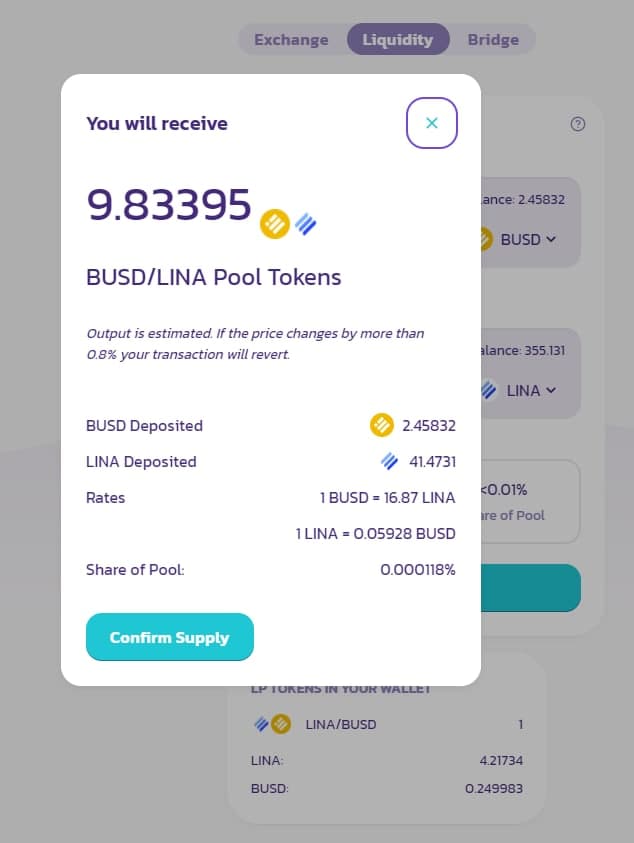 Exchange Liquidity Bridge
You will receive
9.83395
BUSD/LINA Pool Tokens
Output is estimated. If the price changes by more than
0.8% your transaction will revert.
BUSD Deposited 2.45832
LINA Deposited 41.4731
Rates 1 BUSD = 16.87 LINA
1 LINA = 0.05928 BUSD
Share of Pool: 0.000118%
Confirm Supply
2.45832
BUSD
355.131
LINA
<0.01%
of Pool
LP TOKENS IN YOUR WALLET
LINA/BUSD 1
LINA: 4.21734
BUSD: 0.249983